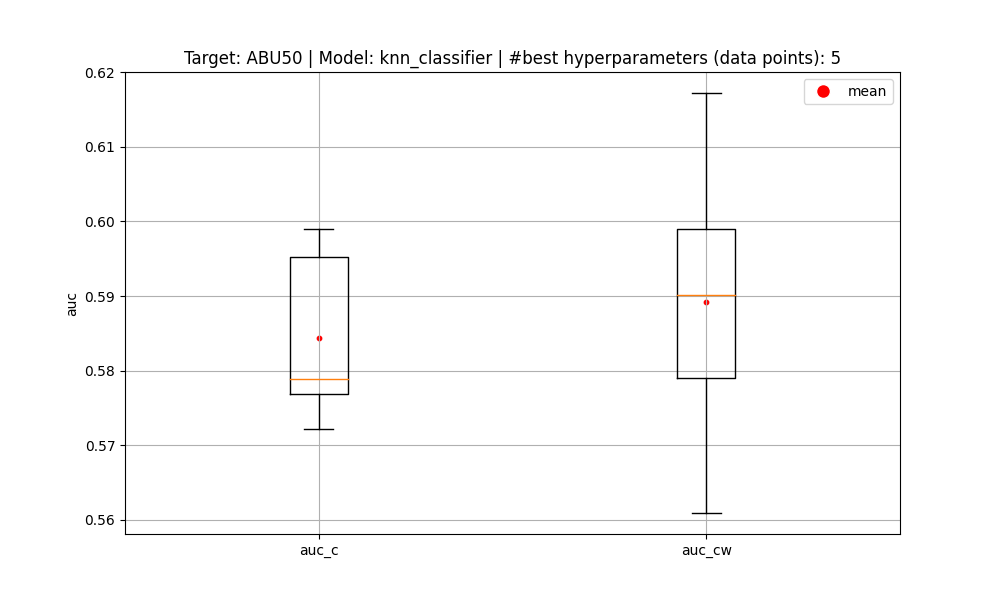 Target: ABU50 | Model: knn_classifier | #best hyperparameters (data points): 5
mean
0.62
0.61
0.60
0.59
0.58
0.57
0.56
auc
auc_c
auc_cw